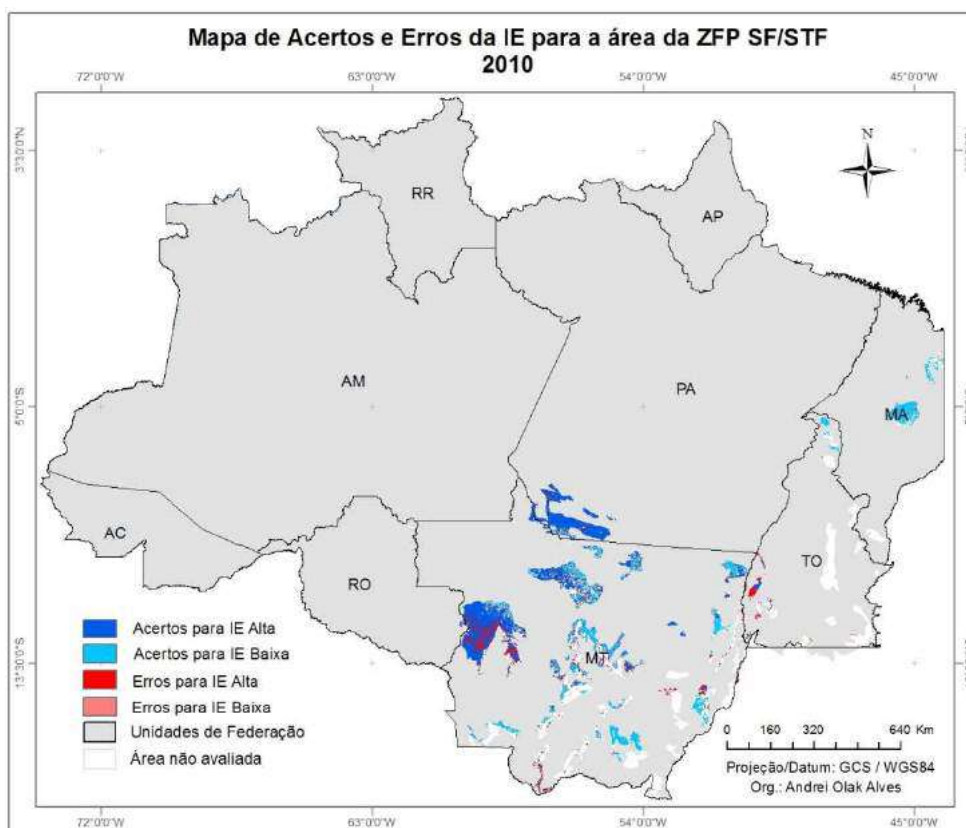 Mapa de Acertos e Erros da IE para a área da ZFP SF/STF
2010
72°0'0"W 63°0'0"W 54°0'0"W 45°0'0"W
3°30'0"N
N
RR
AP
AM
PA
MA
5°0'0"S
AC
RO
TO
MT
13°30'0"S
Acertos para IE Alta
Acertos para IE Baixa
Erros para IE Alta
Erros para IE Baixa
Unidades de Federação
Área não avaliada
0 160 320 640 Km
Projeção/Datum: GCS / WGS84
Org.: Andrei Olak Alves
72°0'0"W 63°0'0"W 54°0'0"W 45°0'0"W